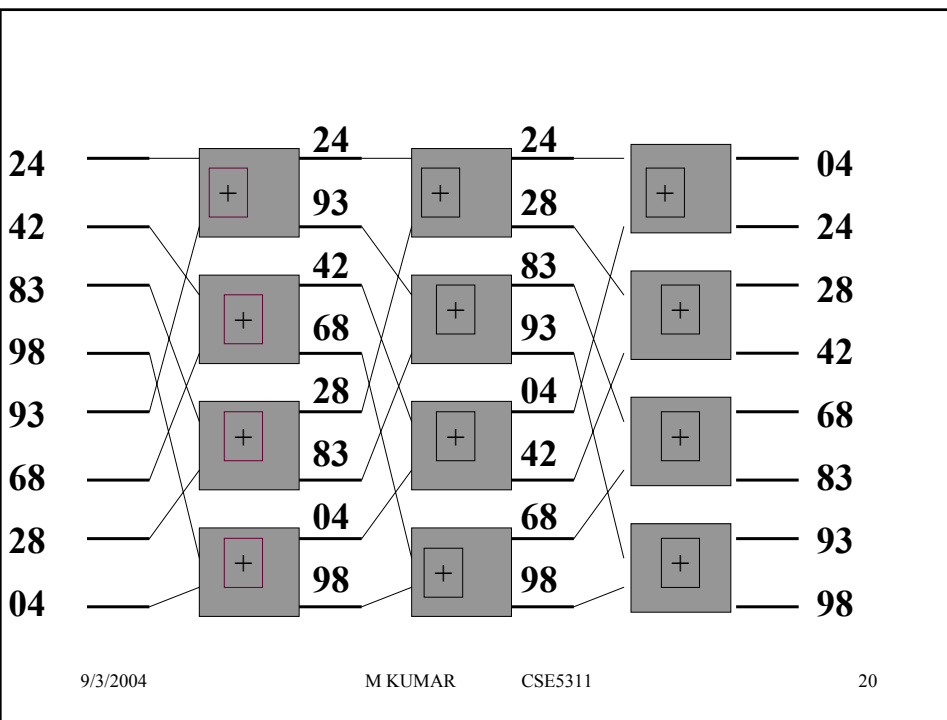 24 24 24 04
93 28 24
42
83 42 83 28
98 68 93 42
93 28 04 68
68 83 42 83
28 04 68 93
04 98 98 98
+ + +
+ + +
+ + +
+ + +
9/3/2004 M KUMAR CSE5311 20